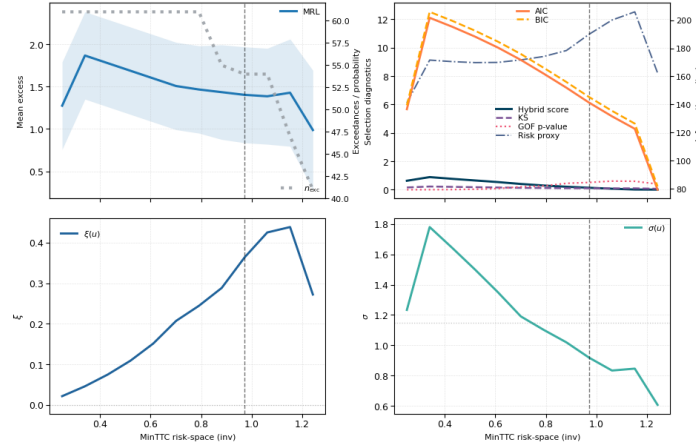 MRL
n_exc
Mean excess
Exceedances / probability
0.5
1.0
1.5
2.0
40.0
42.5
45.0
47.5
50.0
52.5
55.0
57.5
60.0
AIC
BIC
Hybrid score
KS
GOF p-value
Risk proxy
Selection diagnostics
0
2
4
6
8
10
12
80
100
120
140
160
180
200
ξ(u)
ξ
0.0
0.1
0.2
0.3
0.4
0.4
0.6
0.8
1.0
1.2
MinTTC risk-space (inv)
σ(u)
σ
0.6
0.8
1.0
1.2
1.4
1.6
1.8
0.4
0.6
0.8
1.0
1.2
MinTTC risk-space (inv)